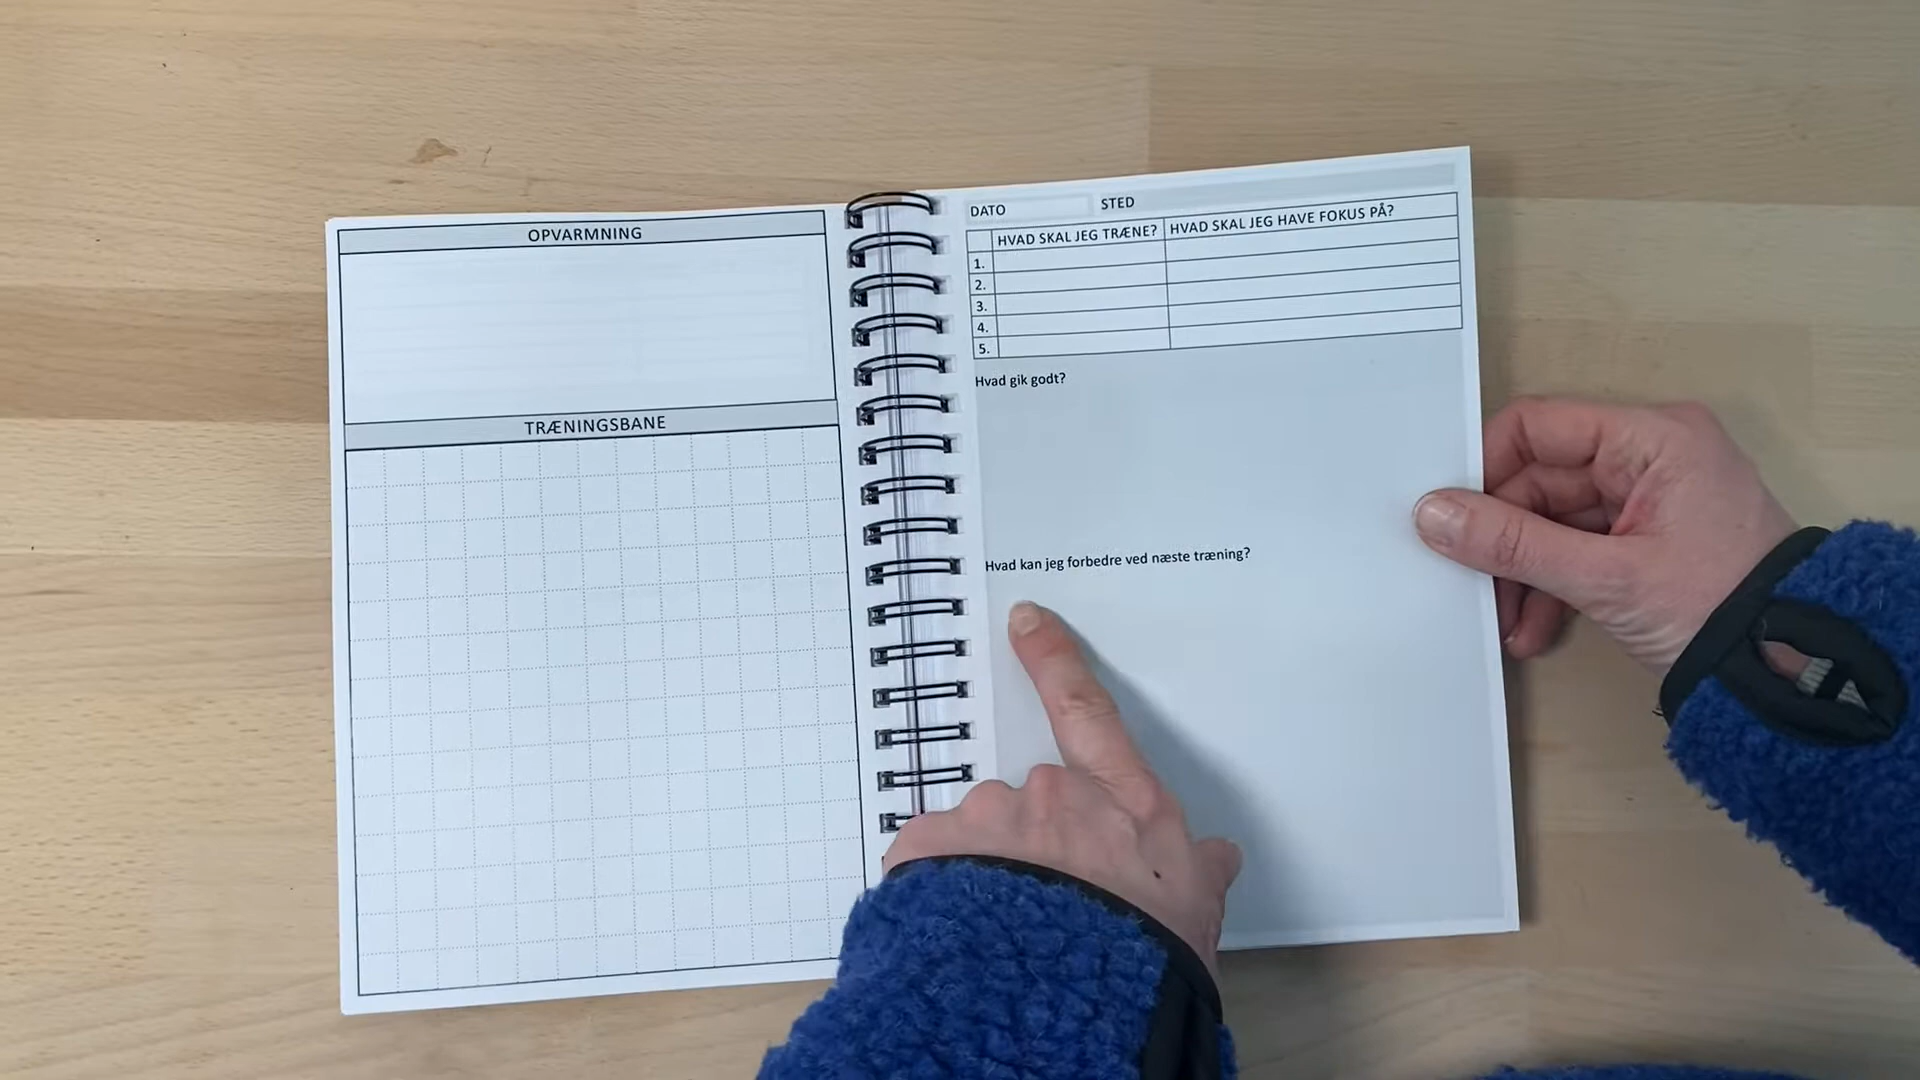 OPVARMNING
TRÆNINGSBANE
DATO STED
HVAD SKAL JEG TRÆNE? HVAD SKAL JEG HAVE FOKUS PÅ?
1.
2.
3.
4.
5.
Hvad gik godt?
Hvad kan jeg forbedre ved næste træning?